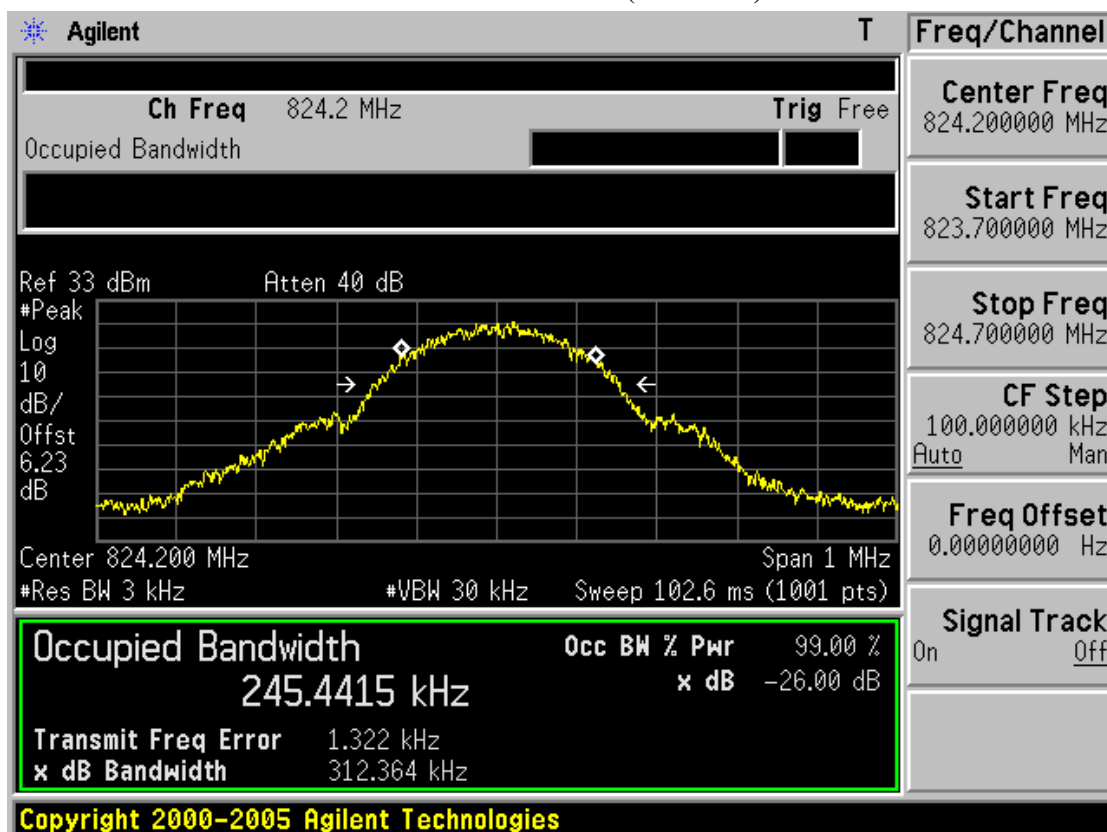 Agilent T
Ch Freq 824.2 MHz Trig Free
Occupied Bandwidth
Ref 33 dBm Atten 40 dB
#Peak
Log
10
dB/
Offst
6.23
dB
Center 824.200 MHz Span 1 MHz
#Res BW 3 kHz #VBW 30 kHz Sweep 102.6 ms (1001 pts)
Occupied Bandwidth Occ BW % Pwr 99.00 %
245.4415 kHz x dB -26.00 dB
Transmit Freq Error 1.322 kHz
x dB Bandwidth 312.364 kHz
Copyright 2000-2005 Agilent Technologies
Freq/Channel
Center Freq
824.200000 MHz
Start Freq
823.700000 MHz
Stop Freq
824.700000 MHz
CF Step
100.000000 kHz
Auto Man
Freq Offset
0.00000000 Hz
Signal Track
On Off